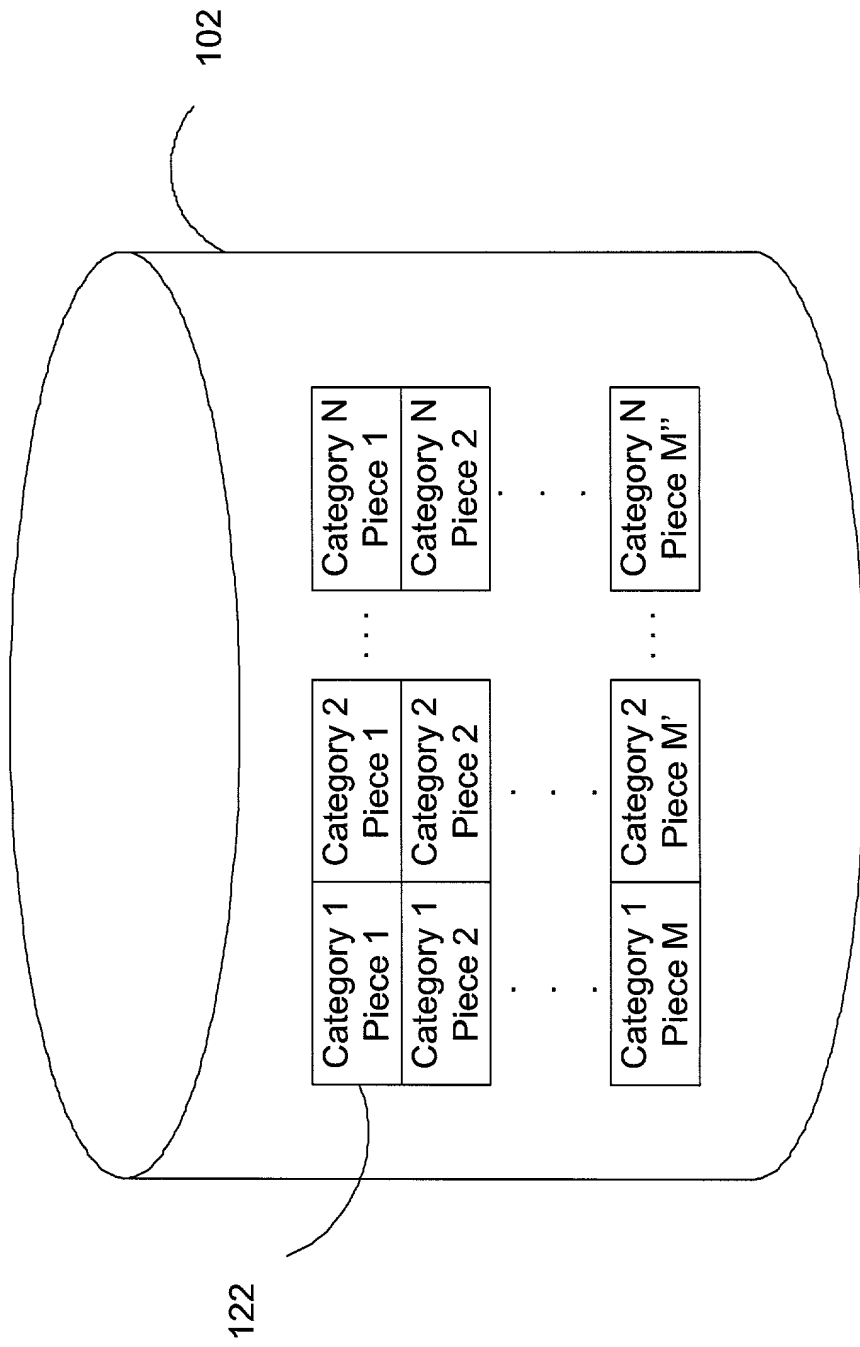 102
Category 1
Piece 1
Category 2
Piece 1
. . .
Category N
Piece 1
Category 1
Piece 2
Category 2
Piece 2
Category N
Piece 2
. . .
. . .
. . .
Category 1
Piece M
Category 2
Piece M'
. . .
Category N
Piece M"
122